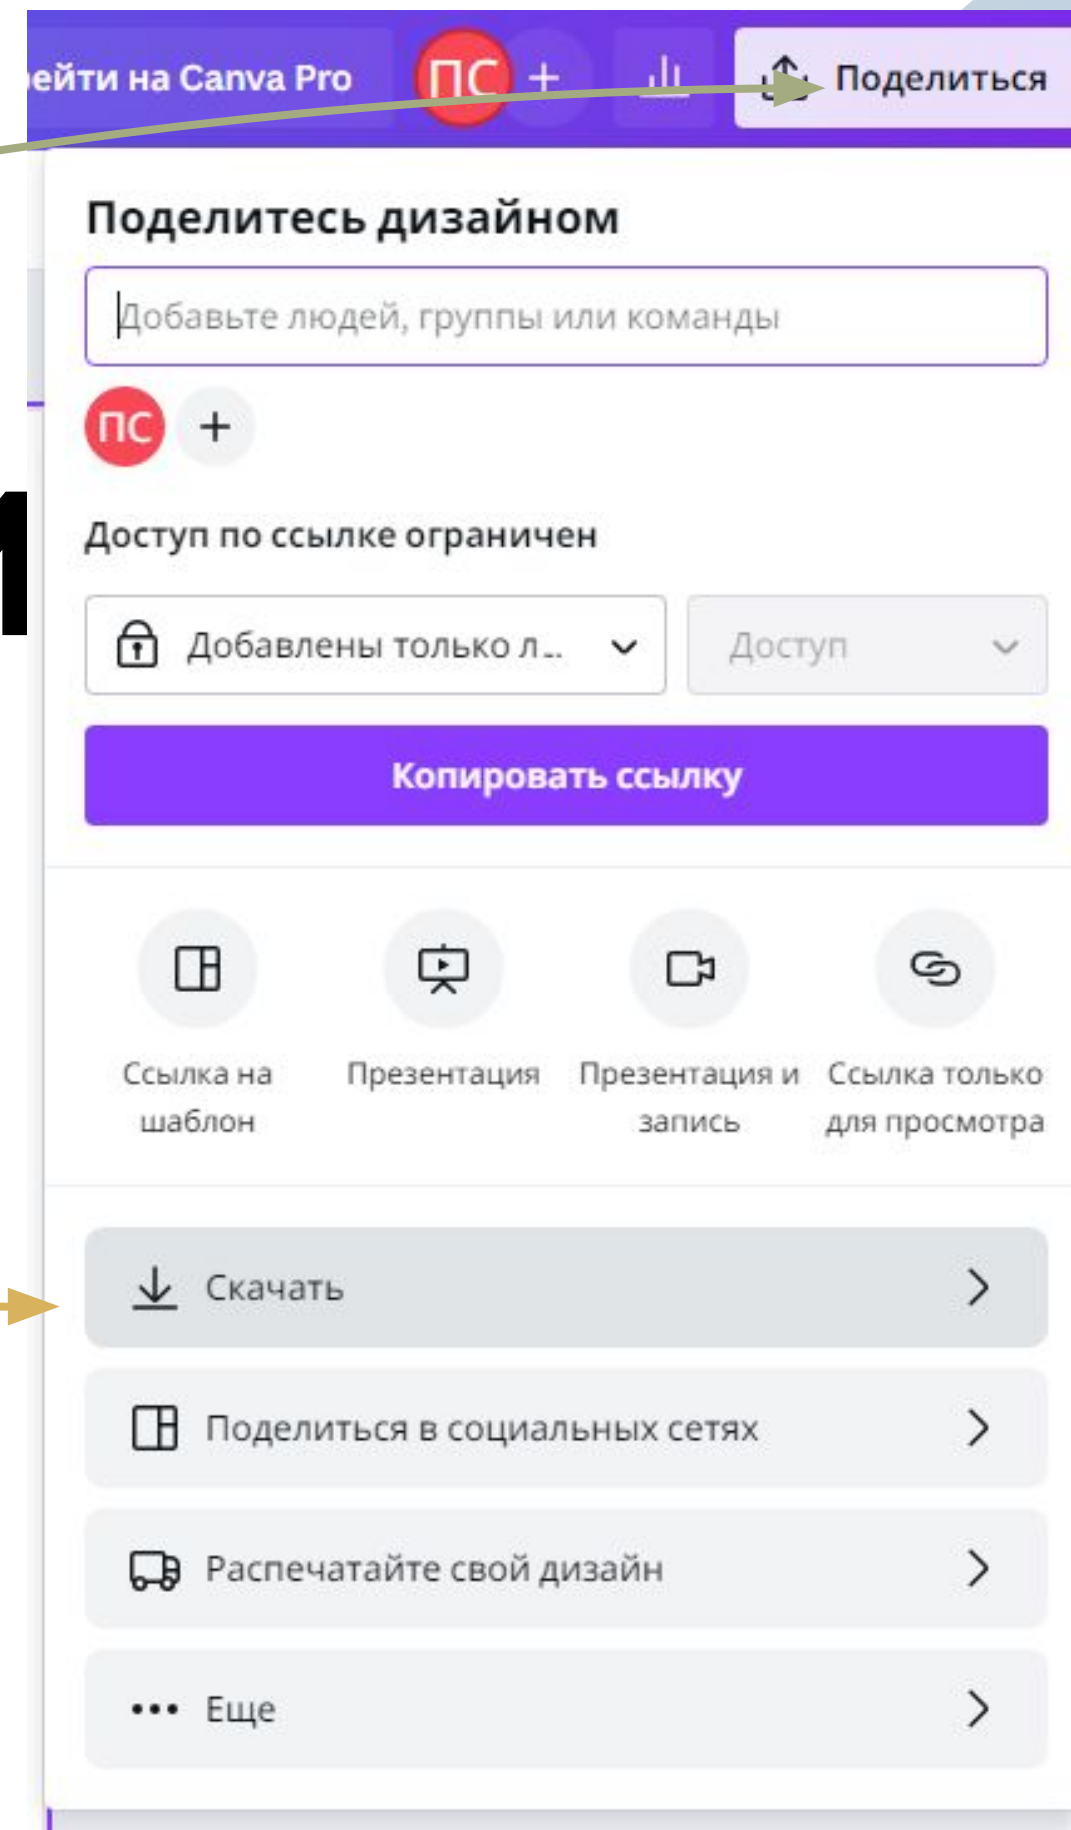 ейти на Canva Pro
ПС
+
Поделиться
Поделитесь дизайном
Добавьте людей, группы или команды
ПС
+
Доступ по ссылке ограничен
Добавлены только л...
Доступ
Копировать ссылку
Ссылка на
шаблон
Презентация
Презентация и
запись
Ссылка только
для просмотра
Скачать
Поделиться в социальных сетях
Распечатайте свой дизайн
Еще